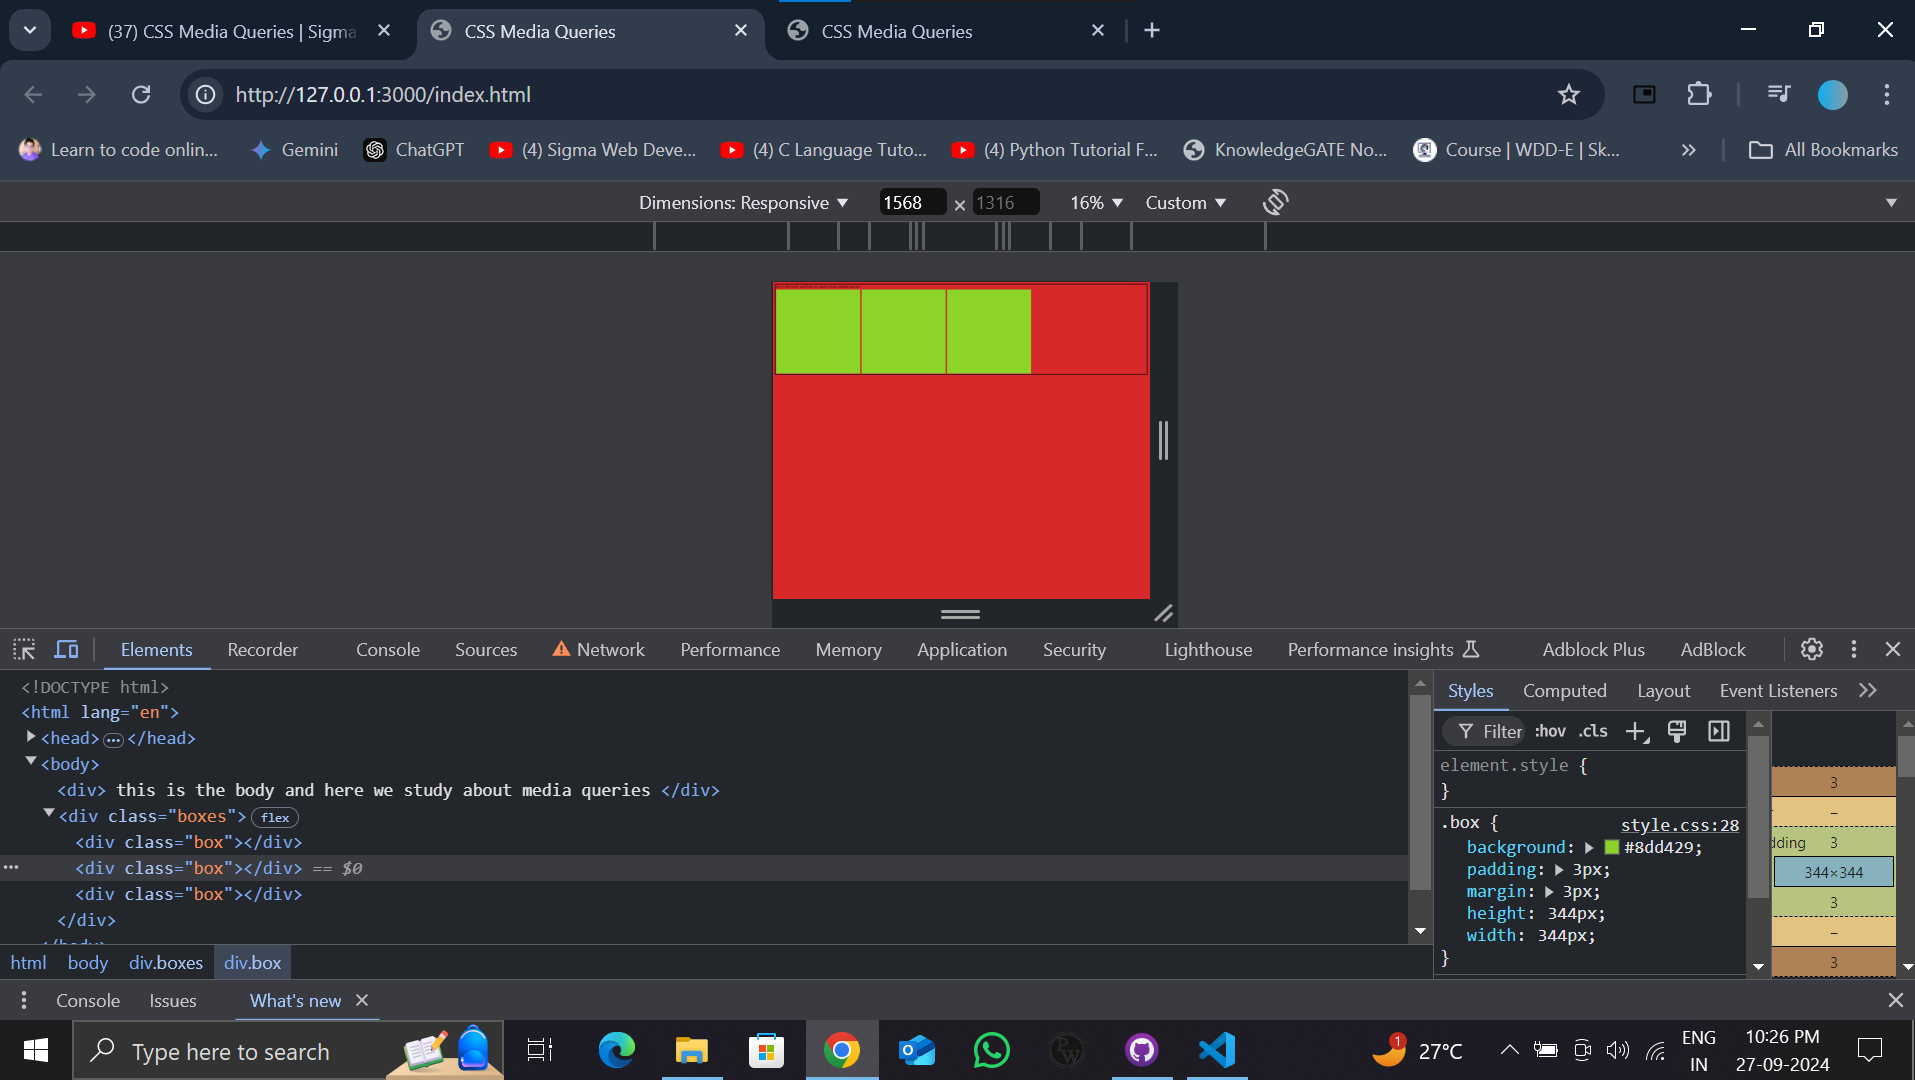 (37) CSS Media Queries | Sigma
CSS Media Queries
CSS Media Queries
http://127.0.0.1:3000/index.html
Learn to code onlin...
Gemini
ChatGPT
(4) Sigma Web Deve...
(4) C Language Tuto...
(4) Python Tutorial F...
KnowledgeGATE No...
Course | WDD-E | Sk...
All Bookmarks
Dimensions: Responsive
1568 × 1316
16%
Custom
Elements
Recorder
Console
Sources
Network
Performance
Memory
Application
Security
Lighthouse
Performance insights
Adblock Plus
AdBlock
<!DOCTYPE html>
<html lang="en">
<head>...</head>
<body>
<div> this is the body and here we study about media queries </div>
<div class="boxes"> flex
<div class="box"></div>
<div class="box"></div> == $0
<div class="box"></div>
</div>
</body>
html body div.boxes div.box
Styles
Computed
Layout
Event Listeners
Filter
:hov
.cls
element.style {
}
.box {
style.css:28
background: #8dd429;
padding: 3px;
margin: 3px;
height: 344px;
width: 344px;
}
3
–
dding 3
344×344
3
–
3
Console
Issues
What's new
Type here to search
1
27°C
ENG
IN
10:26 PM
27-09-2024